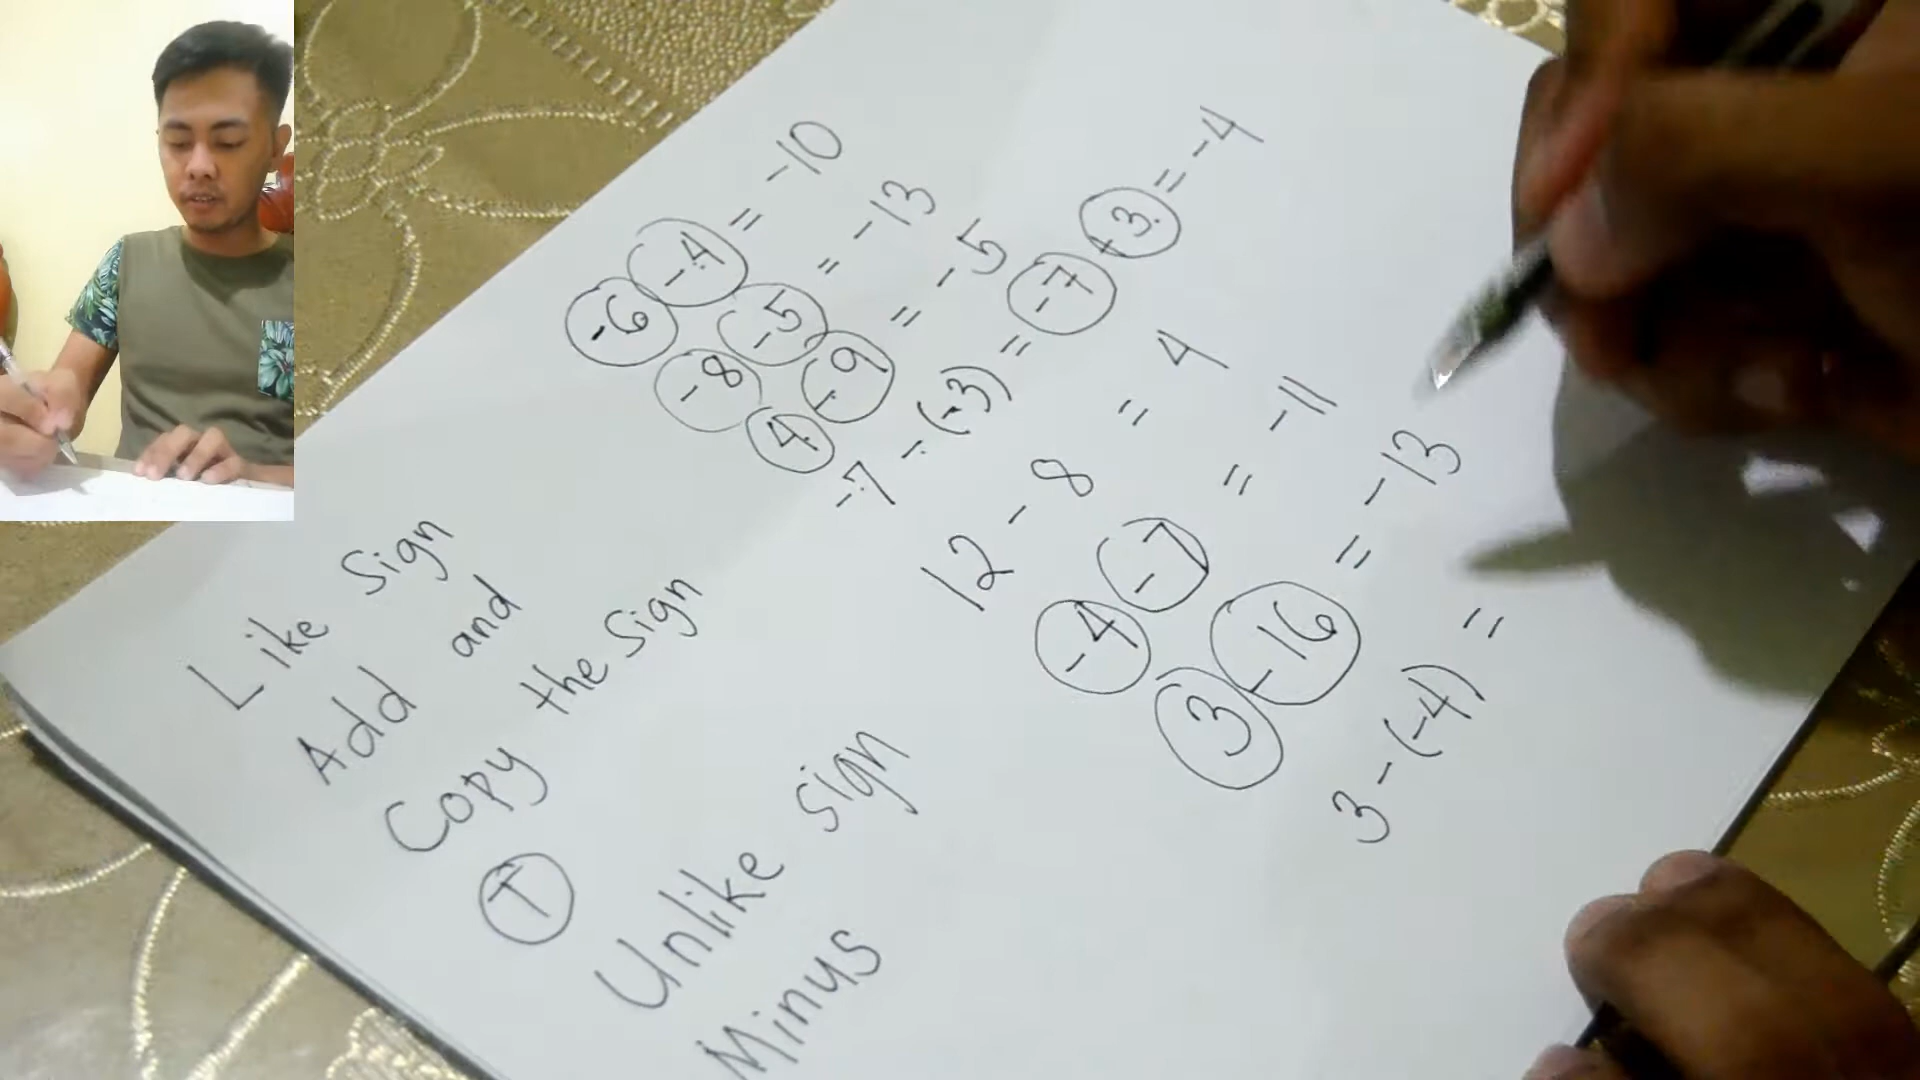 -6 -4 = -10
-8 -5 = -13
4 -9 = -5
-7 - (-3) = -7 +3 = -4
12 - 8 = 4
-4 -7 = -11
3 -16 = -13
3 - (-4) =
Like Sign
Add and
Copy the Sign
+
Unlike sign
Minus